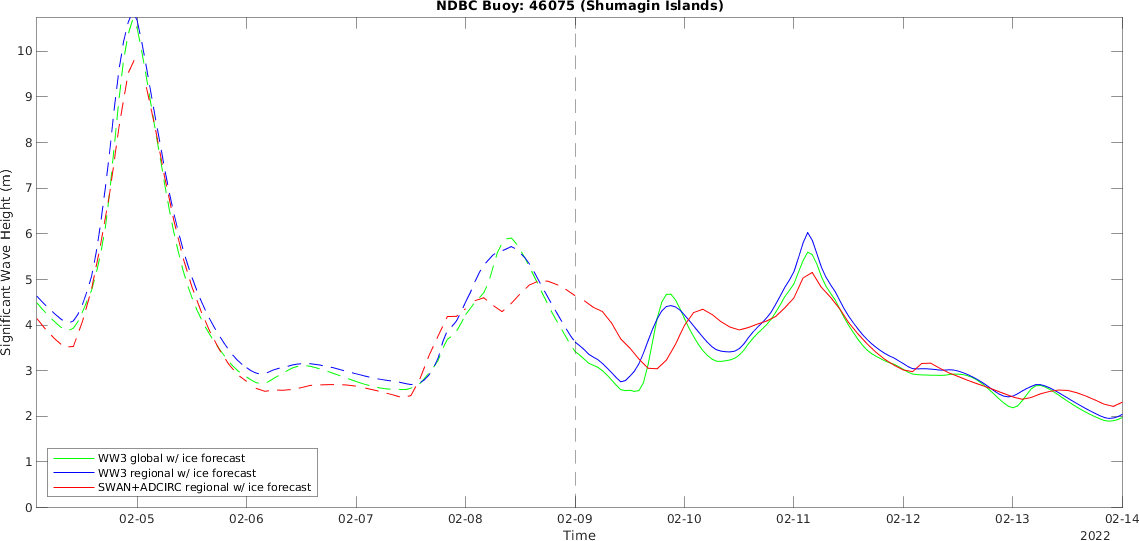 NDBC Buoy: 46075 (Shumagin Islands)
Significant Wave Height (m)
10
9
8
7
6
5
4
3
2
1
0
WW3 global w/ ice forecast
WW3 regional w/ ice forecast
SWAN+ADCIRC regional w/ ice forecast
02-05 02-06 02-07 02-08 02-09 02-10 02-11 02-12 02-13 02-14
Time
2022